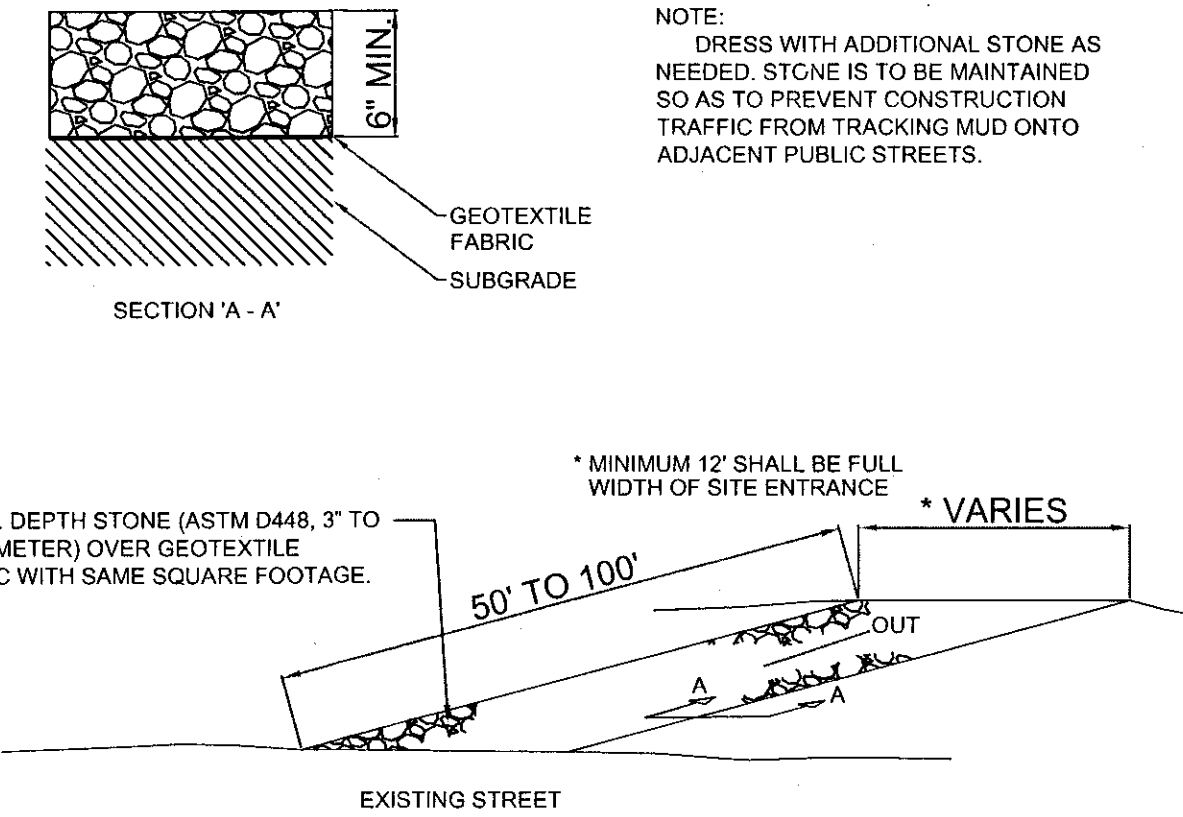 6" MIN.
GEOTEXTILE
FABRIC
SUBGRADE
SECTION 'A - A'
NOTE:
DRESS WITH ADDITIONAL STONE AS
NEEDED. STONE IS TO BE MAINTAINED
SO AS TO PREVENT CONSTRUCTION
TRAFFIC FROM TRACKING MUD ONTO
ADJACENT PUBLIC STREETS.
* MINIMUM 12' SHALL BE FULL
WIDTH OF SITE ENTRANCE
* VARIES
DEPTH STONE (ASTM D448, 3" TO
METER) OVER GEOTEXTILE
C WITH SAME SQUARE FOOTAGE.
50' TO 100'
OUT
A
A
EXISTING STREET